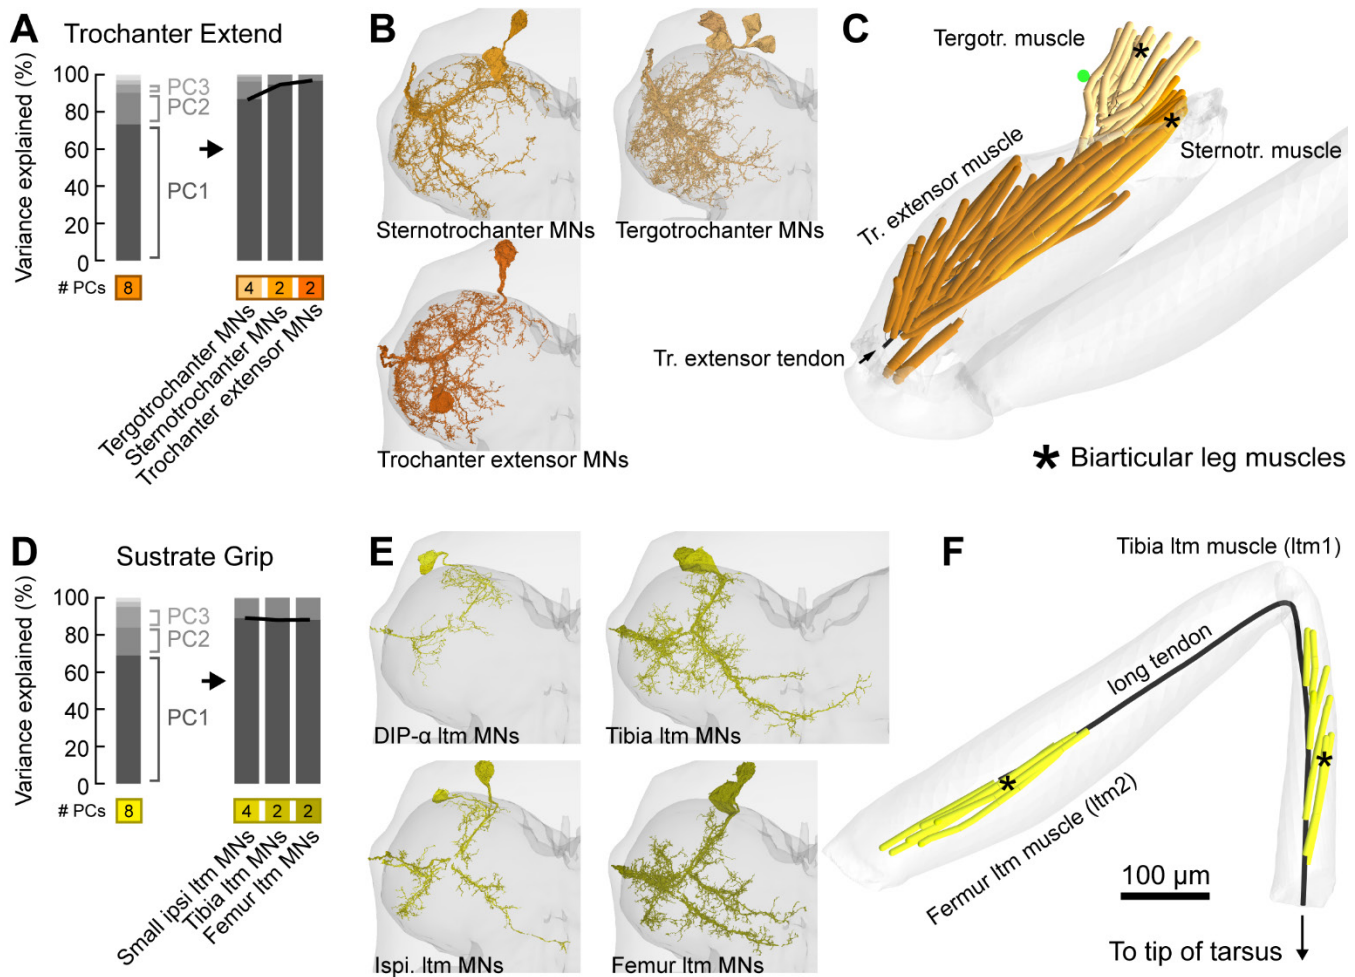 A
Trochanter Extend
Variance explained (%)
100
80
60
40
20
0
PC3
PC2
PC1
# PCs
8
4
2
2
Tergotrochanter MNs
Sternotrochanter MNs
Trochanter extensor MNs
B
Sternotrochanter MNs
Tergotrochanter MNs
Trochanter extensor MNs
C
Tergotr. muscle
Tr. extensor muscle
Sternotr. muscle
Tr. extensor tendon
* Biarticular leg muscles
D
Sustrate Grip
Variance explained (%)
100
80
60
40
20
0
PC3
PC2
PC1
# PCs
8
4
2
2
Small ipsi ltm MNs
Tibia ltm MNs
Femur ltm MNs
E
DIP-α ltm MNs
Tibia ltm MNs
Ispi. ltm MNs
Femur ltm MNs
F
Tibia ltm muscle (ltm1)
long tendon
Fermur ltm muscle (ltm2)
100 µm
To tip of tarsus